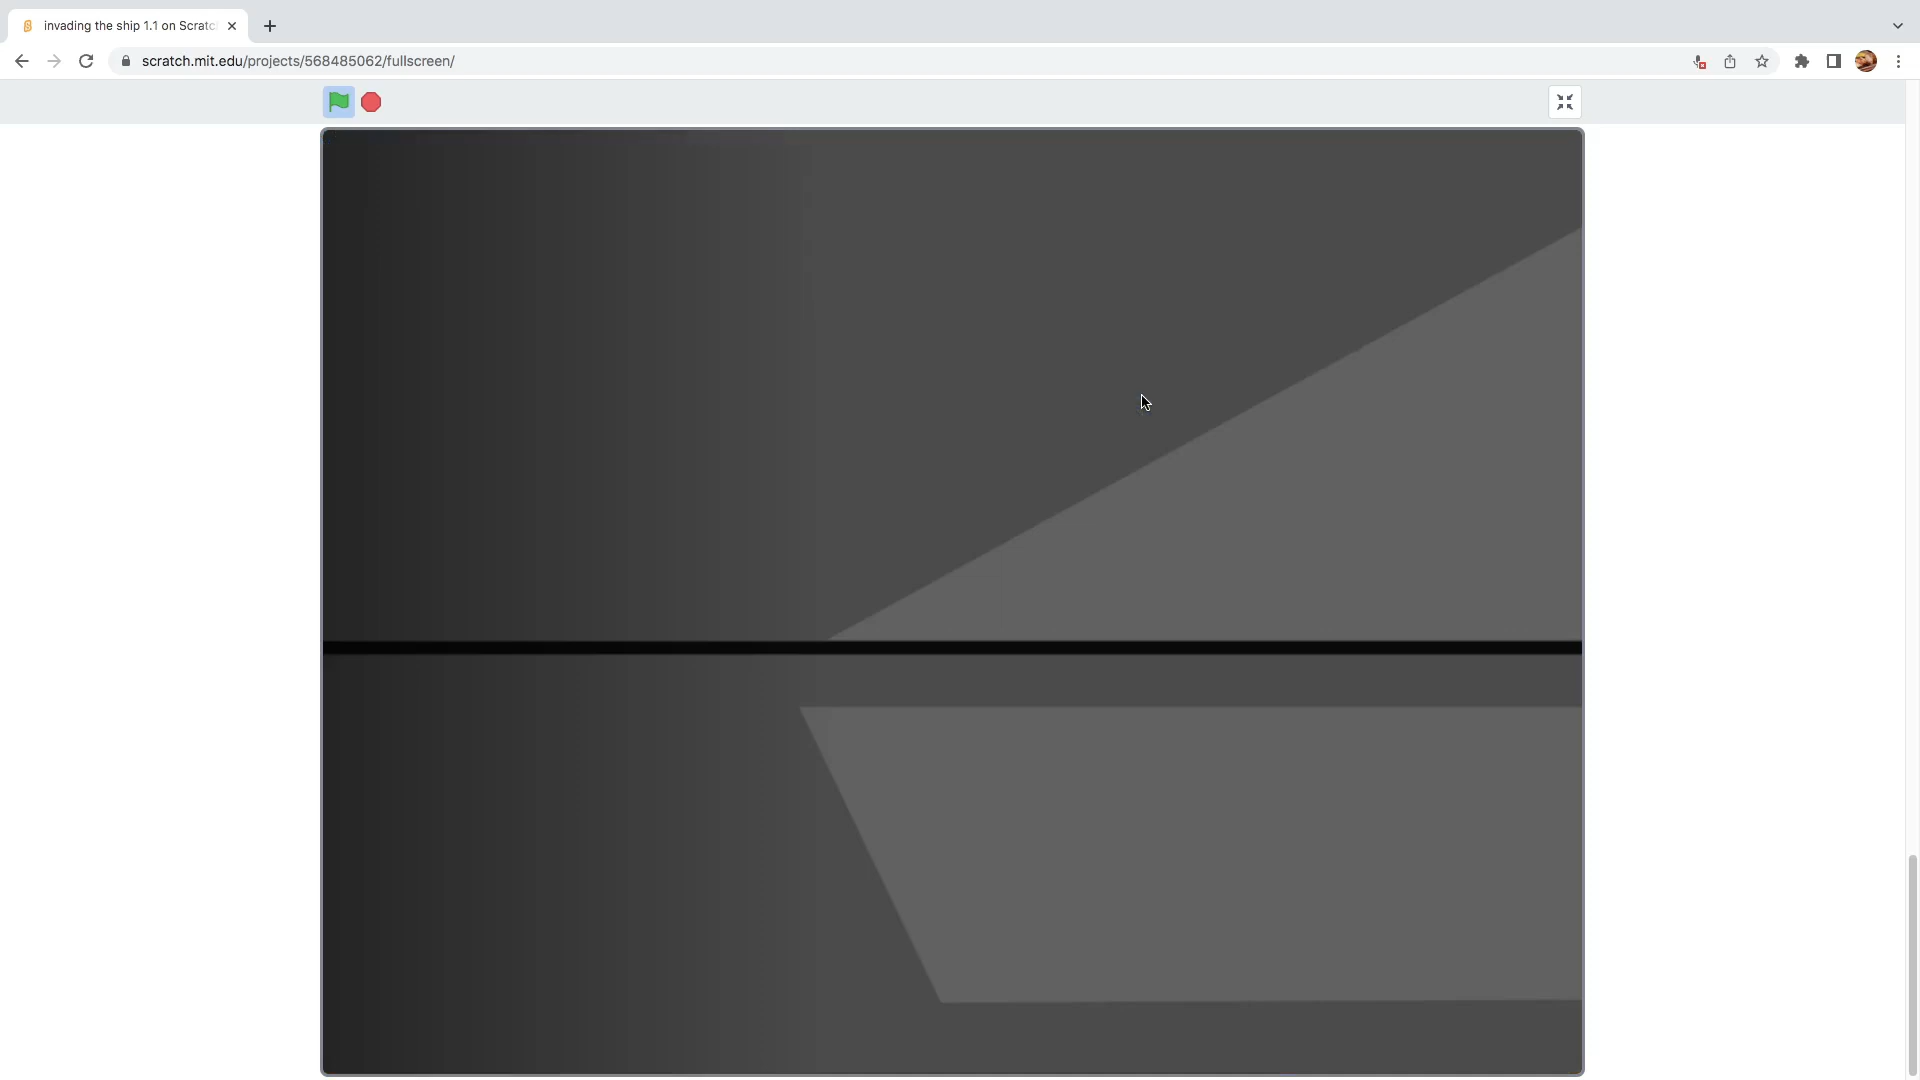 invading the ship 1.1 on Scratc
scratch.mit.edu/projects/568485062/fullscreen/